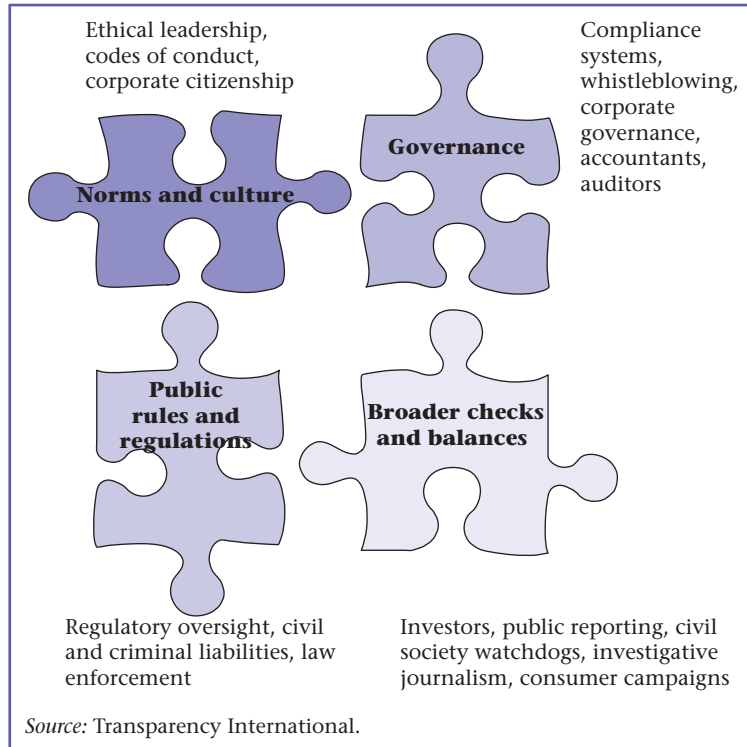 Ethical leadership,
codes of conduct,
corporate citizenship
Norms and culture
Governance
Compliance
systems,
whistleblowing,
corporate
governance,
accountants,
auditors
Public
rules and
regulations
Broader checks
and balances
Regulatory oversight, civil
and criminal liabilities, law
enforcement
Investors, public reporting, civil
society watchdogs, investigative
journalism, consumer campaigns
Source: Transparency International.